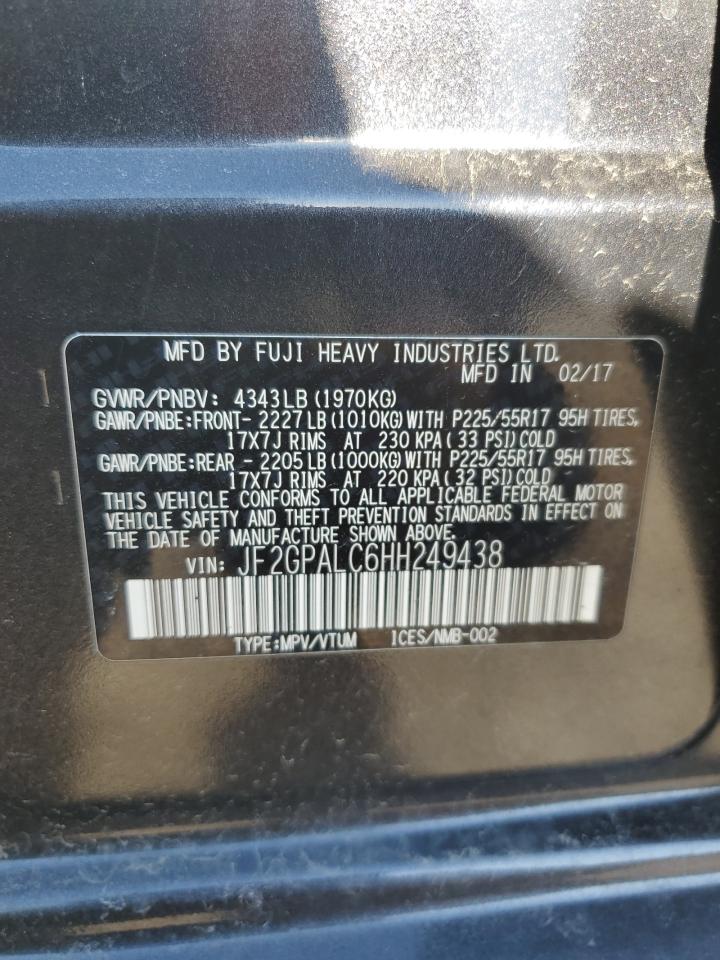 MFD BY FUJI HEAVY INDUSTRIES LTD.
MFD IN 02/17
GVWR/PNBV: 4343LB (1970KG)
GAWR/PNBE:FRONT- 2227LB (1010KG) WITH P225/55R17 95H TIRES,
17X7J RIMS AT 230 KPA ( 33 PSI) COLD
GAWR/PNBE:REAR - 2205LB (1000KG) WITH P225/55R17 95H TIRES,
17X7J RIMS AT 220 KPA ( 32 PSI) COLD
THIS VEHICLE CONFORMS TO ALL APPLICABLE FEDERAL MOTOR
VEHICLE SAFETY AND THEFT PREVENTION STANDARDS IN EFFECT ON
THE DATE OF MANUFACTURE SHOWN ABOVE.
VIN: JF2GPALC6HH249438
TYPE:MPV/VTUM ICES/NMB-002